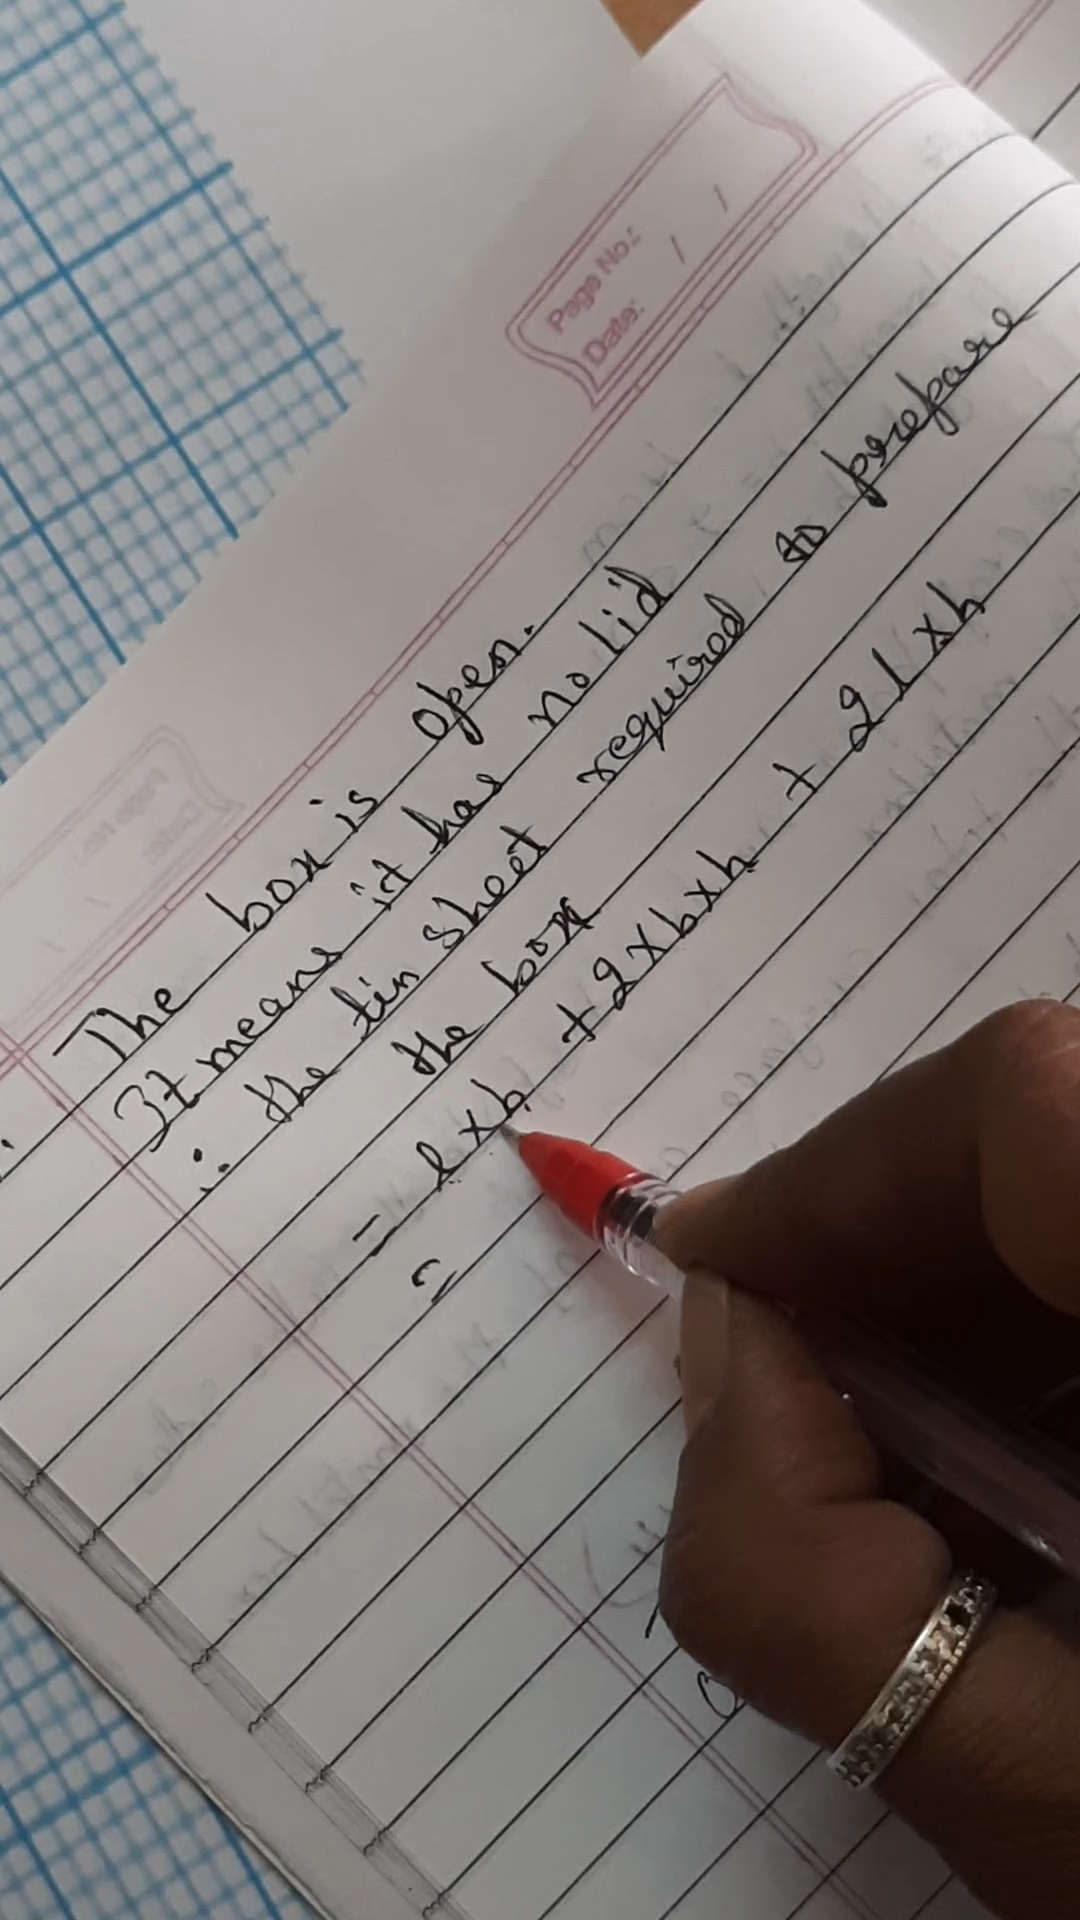 Page No.:
Date: / /
The box is open.
It means it has no lid
∴ the tin sheet required to prepare
the box
= l × b + 2 × b × h + 2 l × h
=